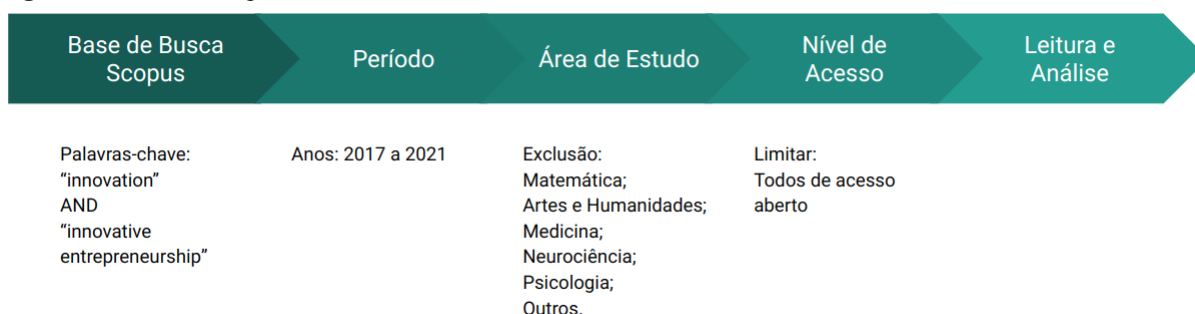 Base de Busca
Scopus
Período
Área de Estudo
Nível de
Acesso
Leitura e
Análise
Palavras-chave:
“innovation”
AND
“innovative
entrepreneurship”
Anos: 2017 a 2021
Exclusão:
Matemática;
Artes e Humanidades;
Medicina;
Neurociência;
Psicologia;
Outros.
Limitar:
Todos de acesso
aberto